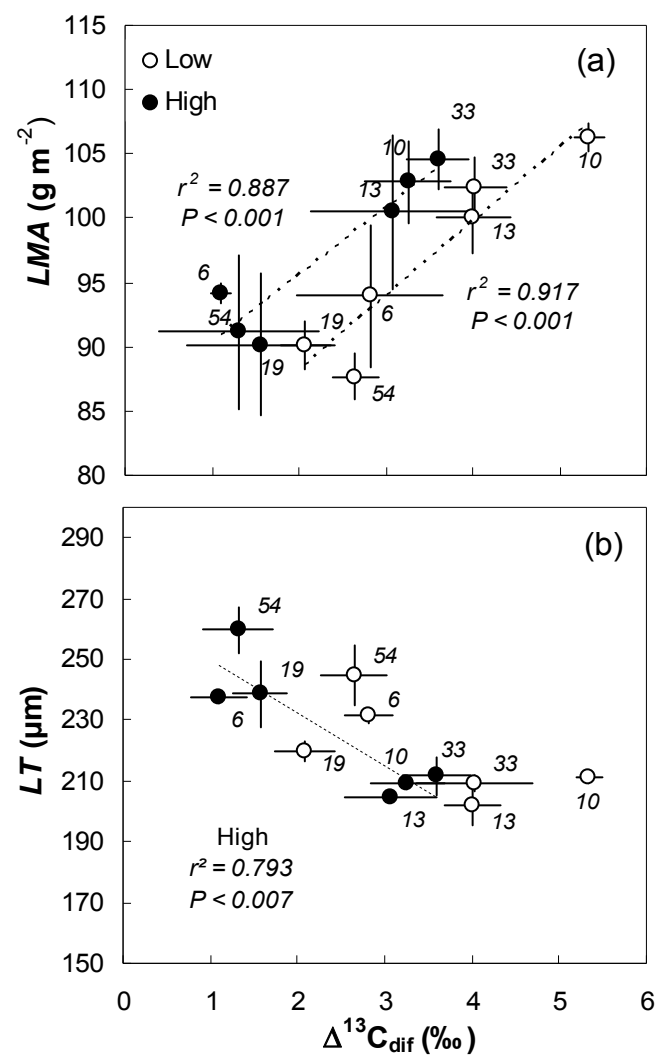 115
110
105
100
95
90
85
80
LMA (g m⁻²)
Low
High
(a)
33
10
33
10
13
13
r² = 0.887
P < 0.001
6
r² = 0.917
P < 0.001
6
54
19
19
54
290
270
250
230
210
190
170
150
LT (µm)
(b)
54
19
54
6
6
19
10
33
33
10
13
13
High
r² = 0.793
P < 0.007
0 1 2 3 4 5 6
Δ¹³C_dif (‰)